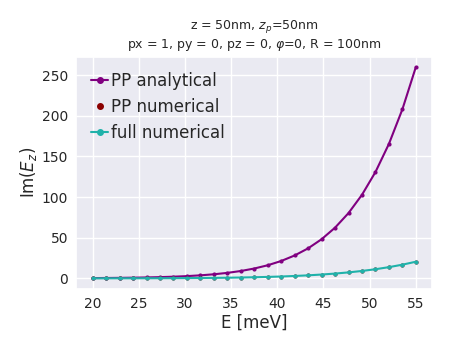 z = 50nm, z_p=50nm
px = 1, py = 0, pz = 0, φ=0, R = 100nm
250
200
150
100
50
0
Im(E_z)
PP analytical
PP numerical
full numerical
20 25 30 35 40 45 50 55
E [meV]